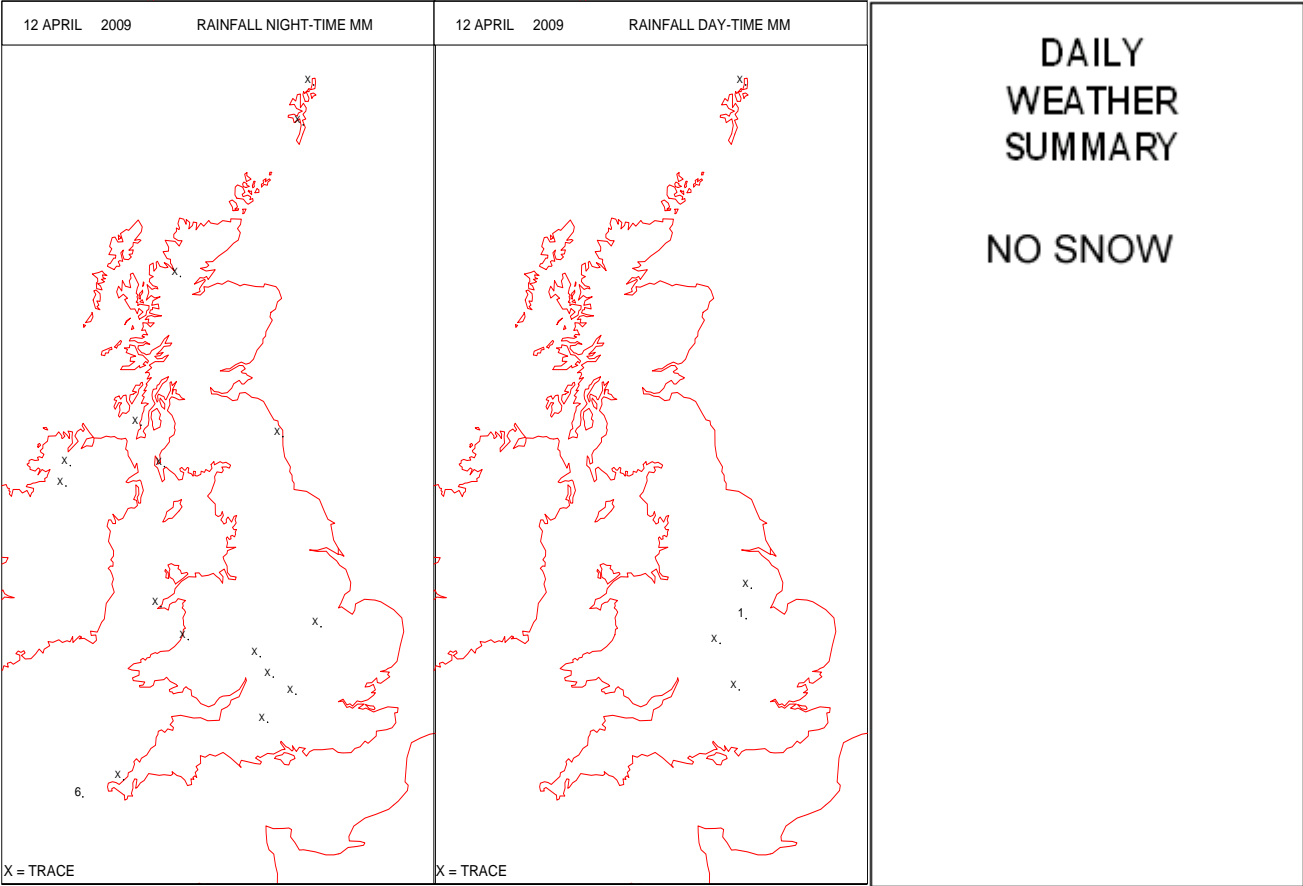 12 APRIL 2009 RAINFALL NIGHT-TIME MM
X
X
X.
X.
X.
X.
X.
X.
X.
X.
X.
X.
X.
X.
X.
X.
6.
X = TRACE
12 APRIL 2009 RAINFALL DAY-TIME MM
X
X.
1.
X.
X.
X = TRACE
DAILY
WEATHER
SUMMARY
NO SNOW